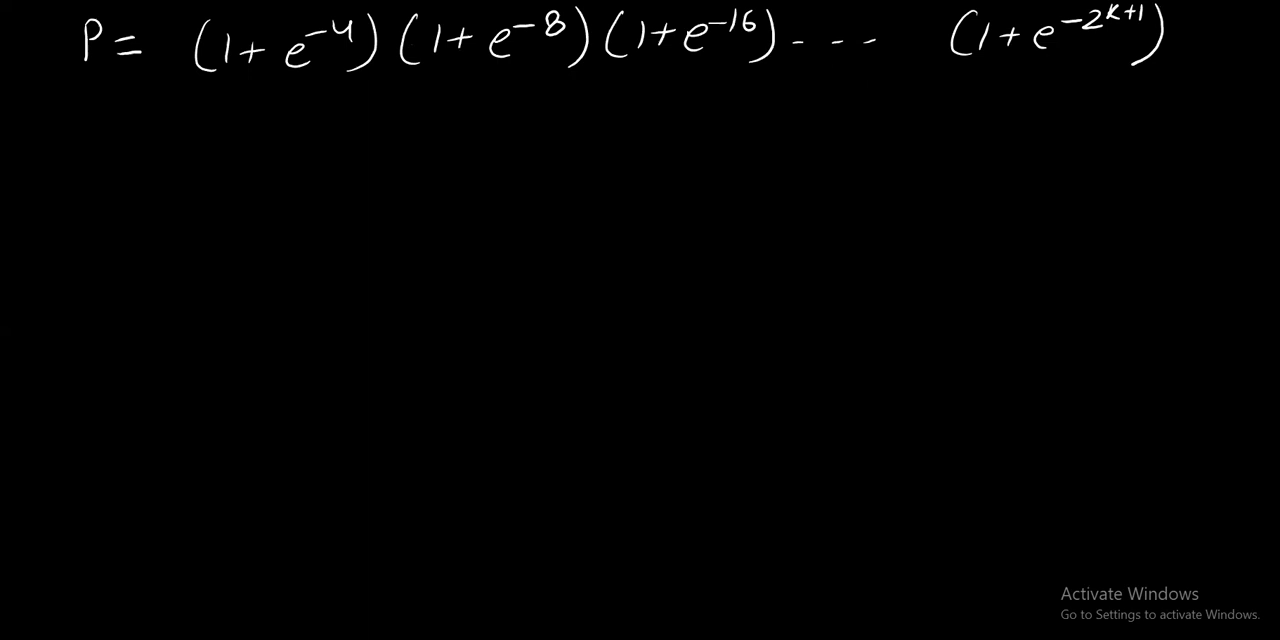 P = (1 + e^{-4}) (1 + e^{-8}) (1 + e^{-16}) - - - - (1 + e^{-2^{k+1}})
Activate Windows
Go to Settings to activate Windows.